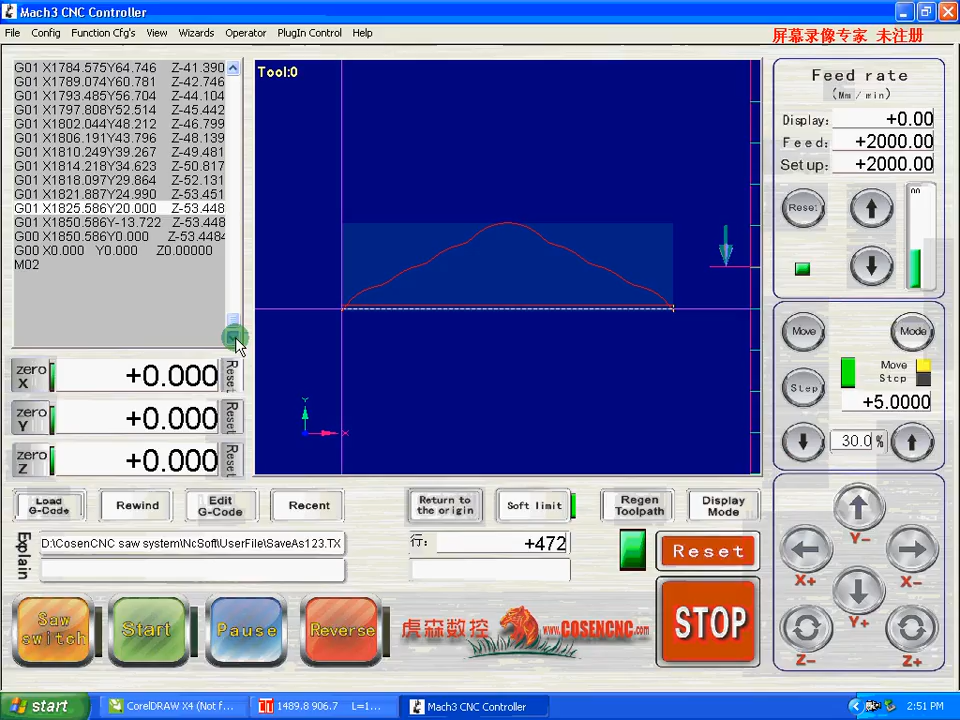 Mach3 CNC Controller
File Config Function Cfg's View Wizards Operator PlugIn Control Help
屏幕录像专家 未注册
G01 X1784.575Y64.746 Z-41.390
G01 X1789.074Y60.781 Z-42.746
G01 X1793.485Y56.704 Z-44.104
G01 X1797.808Y52.514 Z-45.442
G01 X1802.044Y48.212 Z-46.799
G01 X1806.191Y43.796 Z-48.139
G01 X1810.249Y39.267 Z-49.481
G01 X1814.218Y34.623 Z-50.817
G01 X1818.097Y29.864 Z-52.131
G01 X1821.887Y24.990 Z-53.451
G01 X1825.586Y20.000 Z-53.448
G01 X1850.586Y-13.722 Z-53.448
G00 X1850.586Y0.000 Z-53.4484
G00 X0.000 Y0.000 Z0.00000
M02
Tool:0
Y
X
Feed rate
(Mm/min)
Display: +0.00
Feed: +2000.00
Set up: +2000.00
Reset
Move
Mode
Move
Stcp
Step
+5.0000
30.0 %
zero X +0.000 Reset
zero Y +0.000 Reset
zero Z +0.000 Reset
Load G-Code
Rewind
Edit G-Code
Recent
Return to the origin
Soft limit
Regen Toolpath
Display Mode
Explain
D:\CosenCNC saw system\NcSoft\UserFile\SaveAs123.TX
行: +472
Reset
Saw switch
Start
Pause
Reverse
虎森数控
www.COSENCNC.com
STOP
Y-
X+
X-
Y+
Z-
Z+
start
CorelDRAW X4 (Not f...
1489.8 906.7 L=1...
Mach3 CNC Controller
2:51 PM